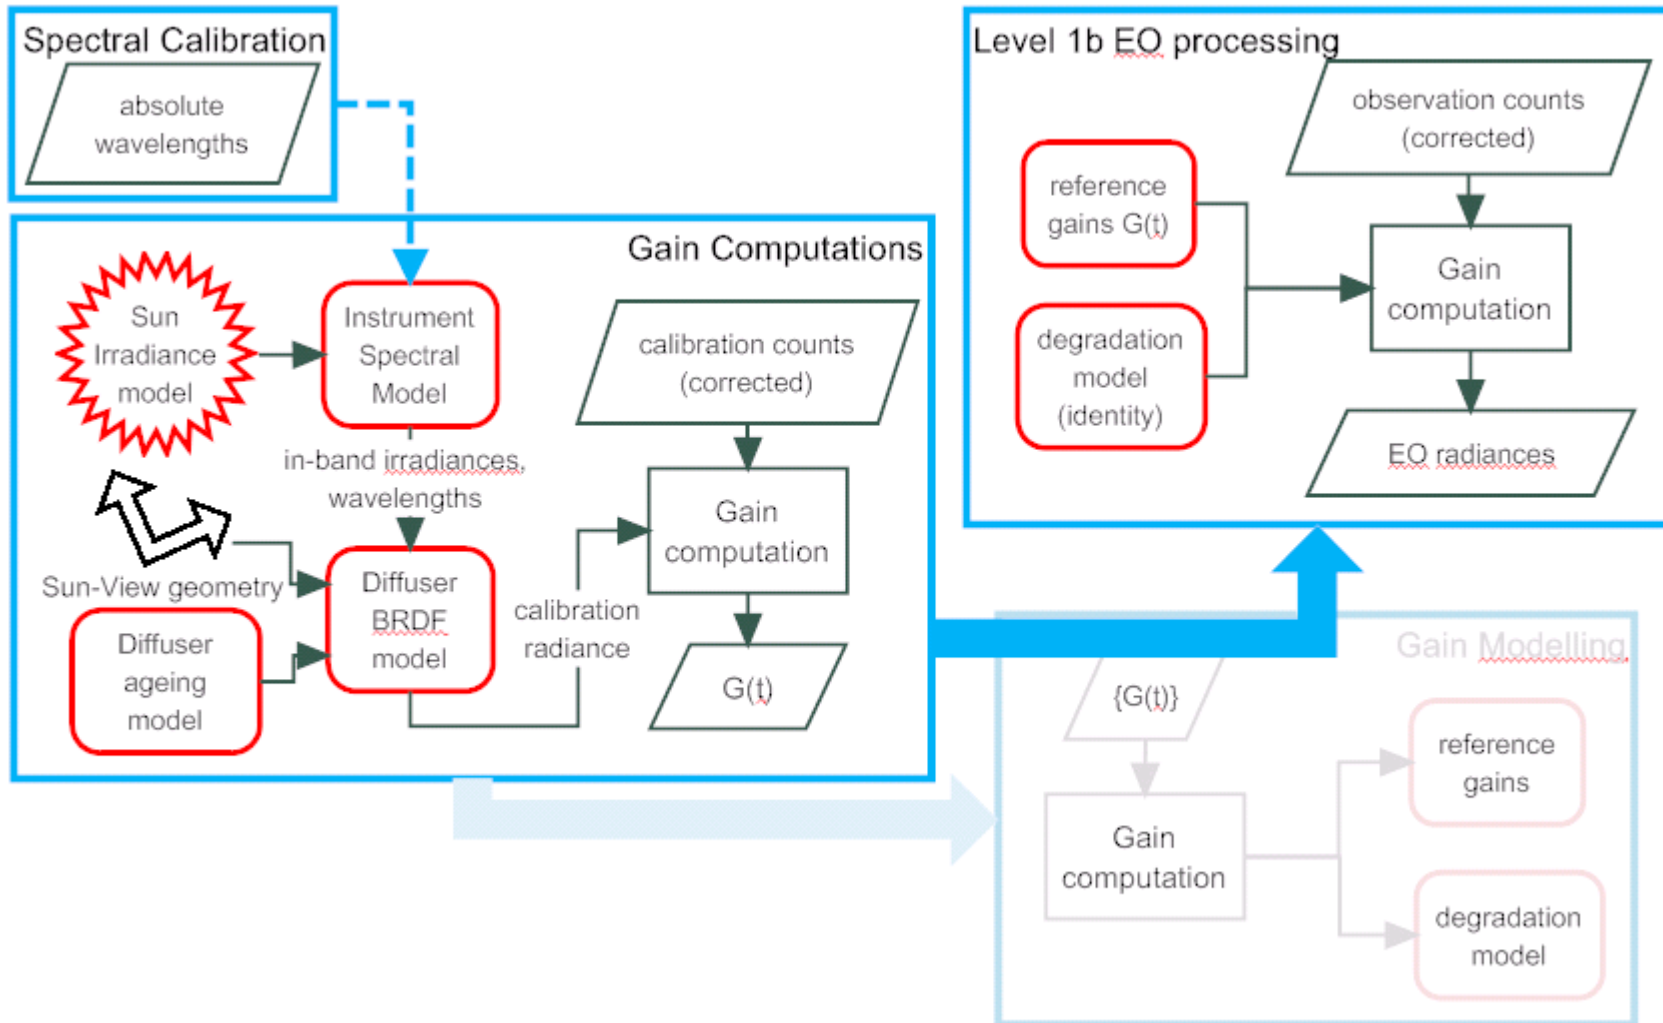 Spectral Calibration
absolute
wavelengths
Gain Computations
Sun
Irradiance
model
Instrument
Spectral
Model
in-band irradiances,
wavelengths
Sun-View geometry
Diffuser
ageing
model
Diffuser
BRDF
model
calibration
radiance
calibration counts
(corrected)
Gain
computation
G(t)
Level 1b EO processing
observation counts
(corrected)
reference
gains G(t)
degradation
model
(identity)
Gain
computation
EO radiances
Gain Modelling
{G(t)}
Gain
computation
reference
gains
degradation
model